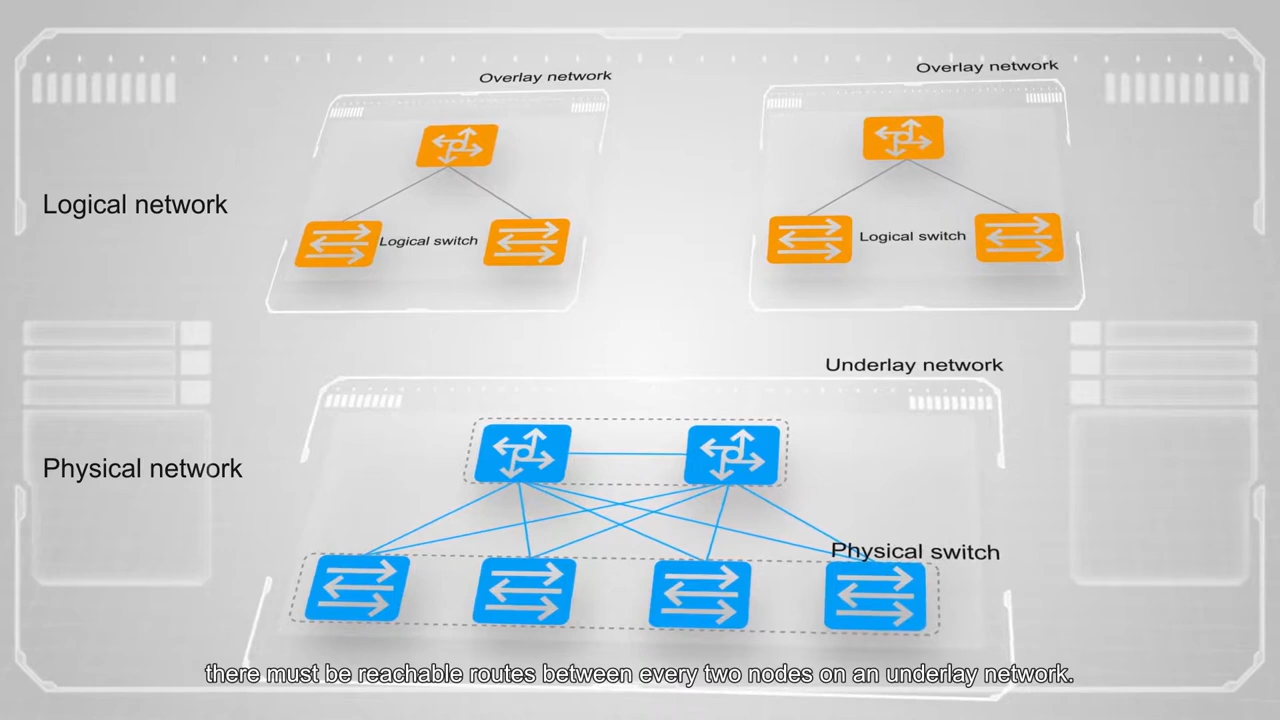 Overlay network
Overlay network
Logical network
Logical switch
Logical switch
Underlay network
Physical network
Physical switch
there must be reachable routes between every two nodes on an underlay network.